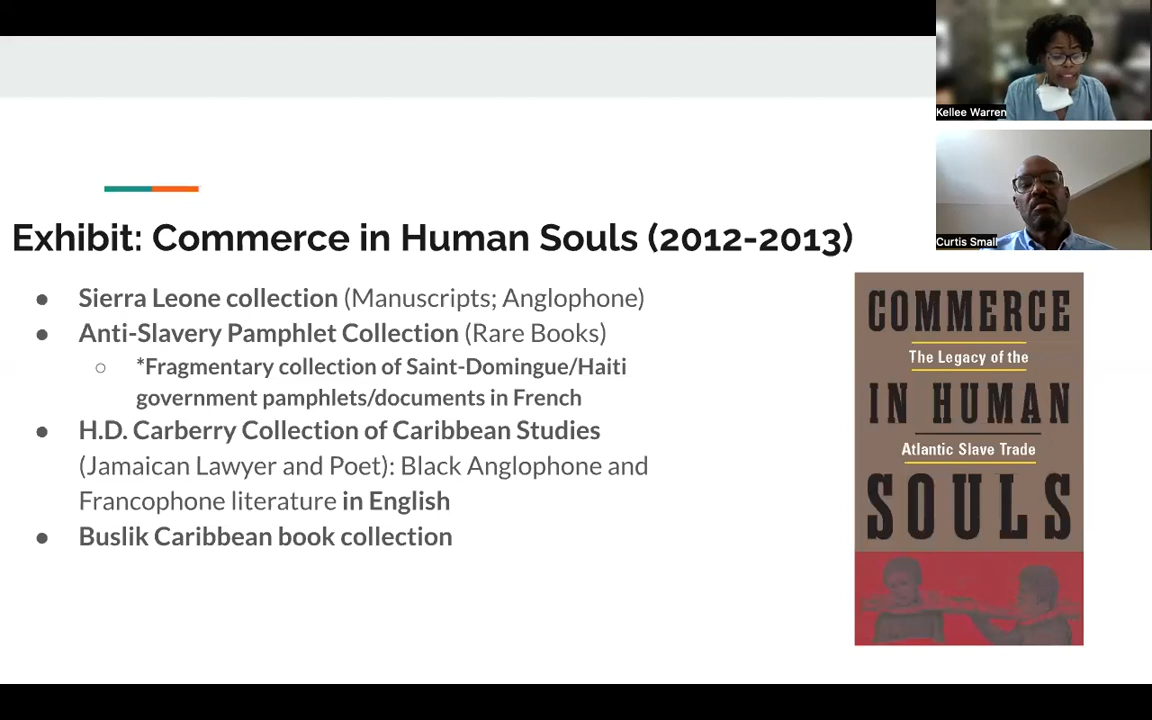 Kellee Warren
Curtis Small
Exhibit: Commerce in Human Souls (2012-2013)
● Sierra Leone collection (Manuscripts; Anglophone)
● Anti-Slavery Pamphlet Collection (Rare Books)
○ *Fragmentary collection of Saint-Domingue/Haiti
government pamphlets/documents in French
● H.D. Carberry Collection of Caribbean Studies
(Jamaican Lawyer and Poet): Black Anglophone and
Francophone literature in English
● Buslik Caribbean book collection
COMMERCE
The Legacy of the
IN HUMAN
Atlantic Slave Trade
SOULS